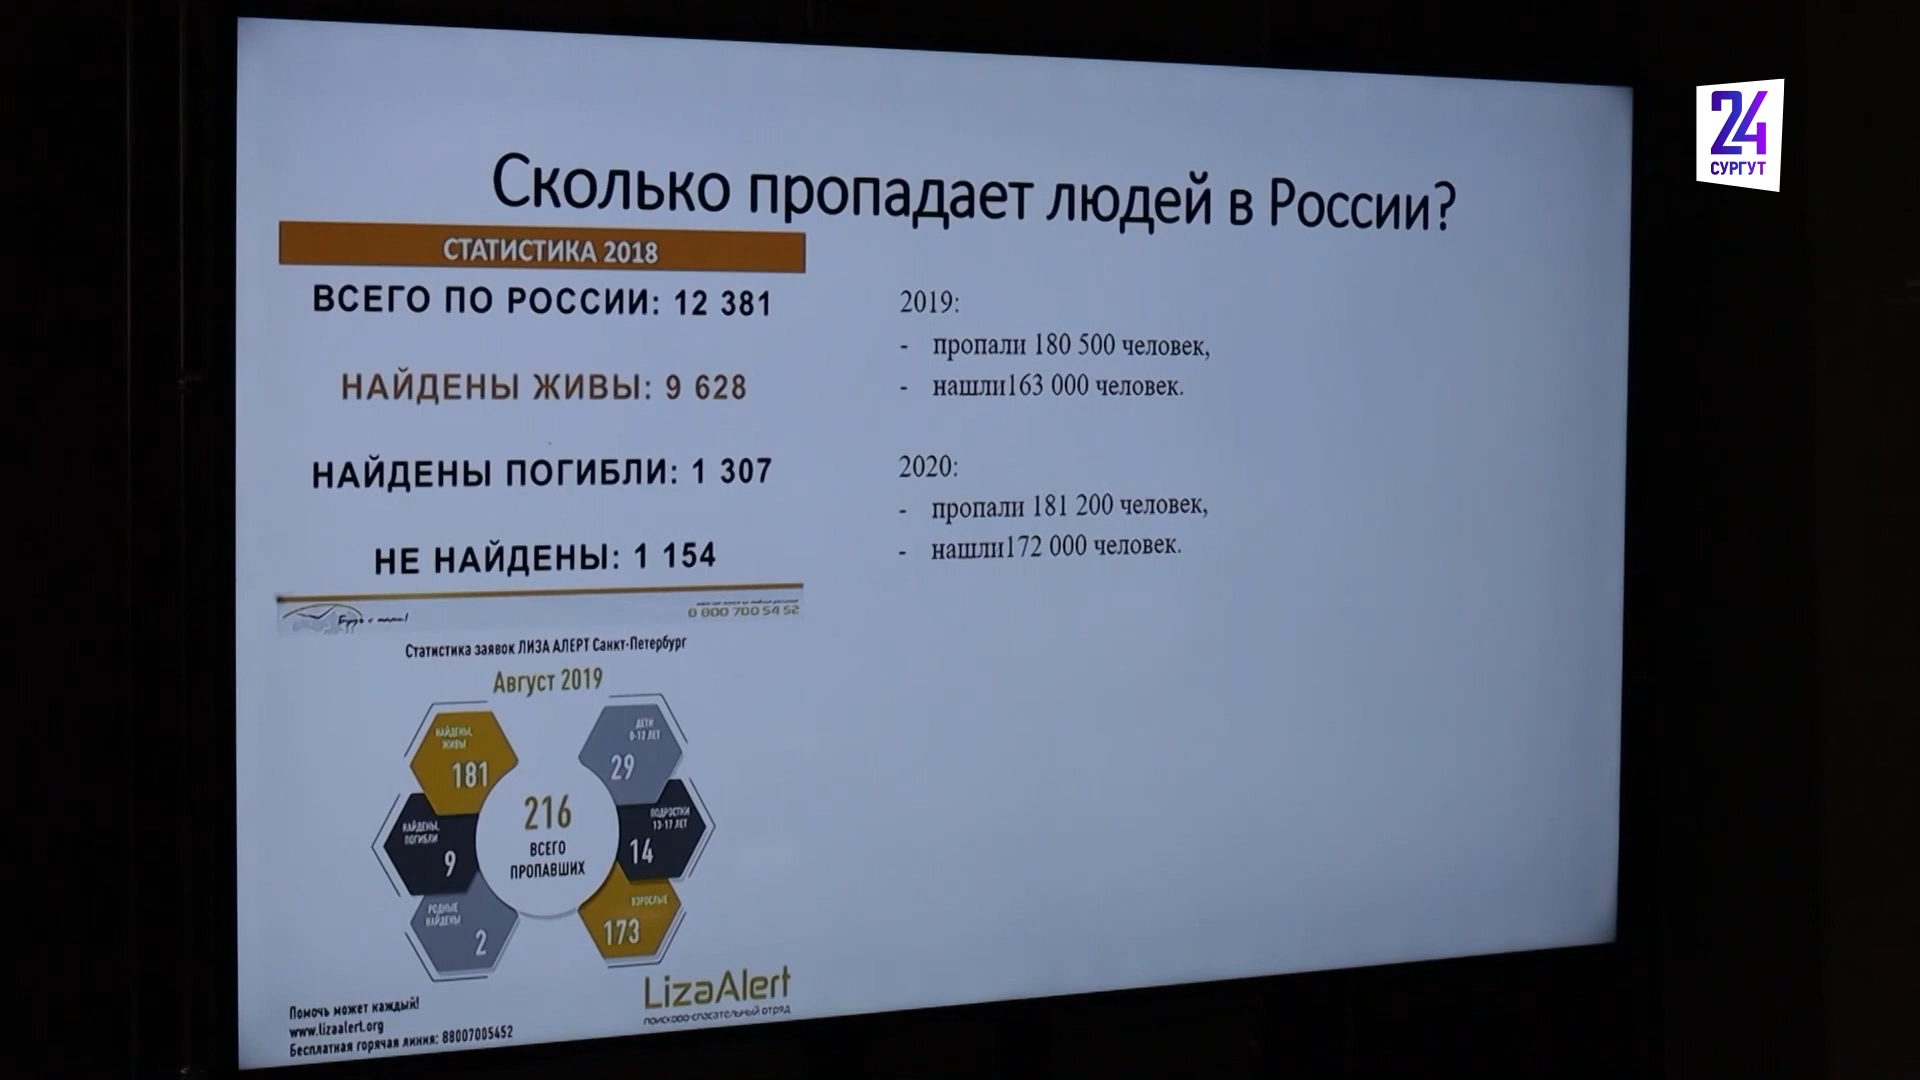 24
СУРГУТ
Сколько пропадает людей в России?
СТАТИСТИКА 2018
ВСЕГО ПО РОССИИ: 12 381
НАЙДЕНЫ ЖИВЫ: 9 628
НАЙДЕНЫ ПОГИБЛИ: 1 307
НЕ НАЙДЕНЫ: 1 154
8 800 700 54 52
2019:
- пропали 180 500 человек,
- нашли163 000 человек.
2020:
- пропали 181 200 человек,
- нашли172 000 человек.
Статистика заявок ЛИЗА АЛЕРТ Санкт-Петербург
Август 2019
НАЙДЕНЫ,
ЖИВЫ
181
НАЙДЕНЫ,
ПОГИБЛИ
9
РОДНЫЕ
НАЙДЕНЫ
2
216
ВСЕГО
ПРОПАВШИХ
ДЕТИ
0-12 ЛЕТ
29
ПОДРОСТКИ
13-17 ЛЕТ
14
ВЗРОСЛЫЕ
173
LizaAlert
поисково-спасательный отряд
Помочь может каждый!
www.lizaalert.org
Бесплатная горячая линия: 88007005452